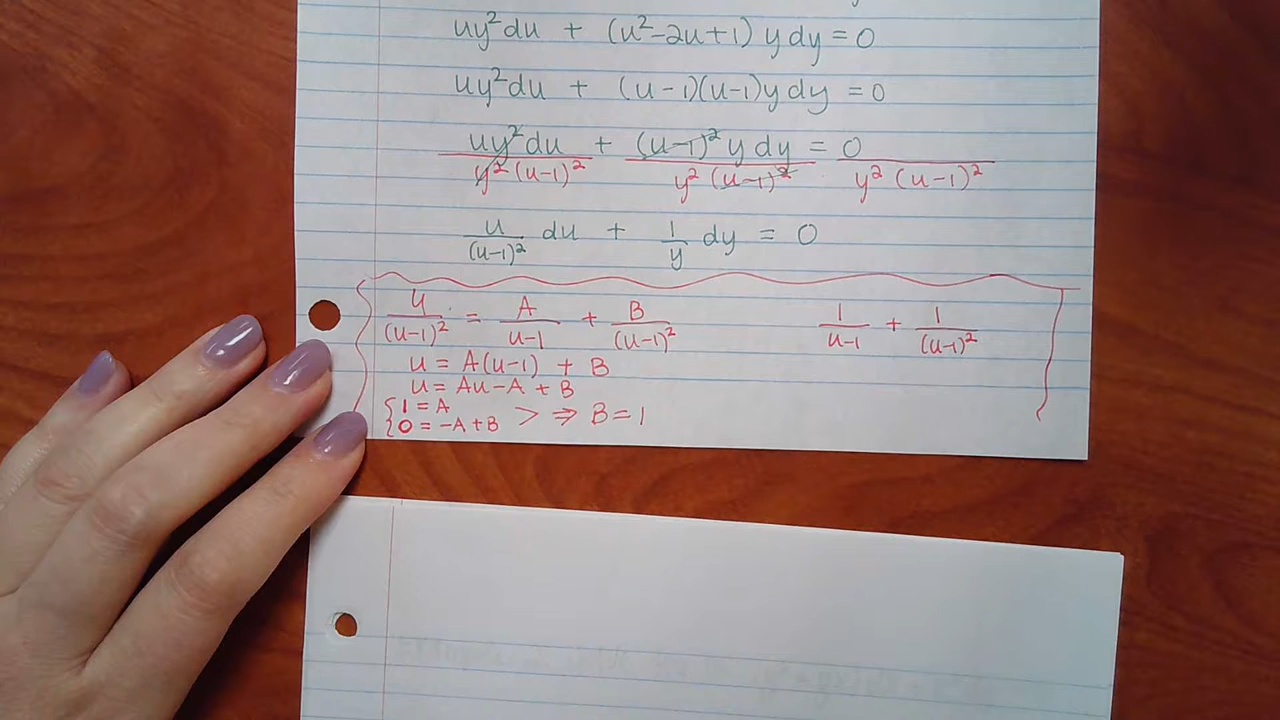 uy²du + (u²-2u+1) y dy = 0
uy²du + (u-1)(u-1)y dy = 0
uy²du / y²(u-1)² + (u-1)² y dy / y²(u-1)² = 0 / y²(u-1)²
u/(u-1)² du + 1/y dy = 0
u/(u-1)² = A/(u-1) + B/(u-1)² 1/(u-1) + 1/(u-1)²
u = A(u-1) + B
u = Au - A + B
{ 1 = A
0 = -A + B > ⇒ B = 1